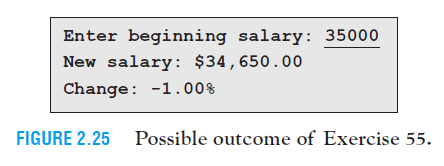 Enter beginning salary: 35000
New salary: $34,650.00
Change: -1.00%
FIGURE 2.25 Possible outcome of Exercise 55.